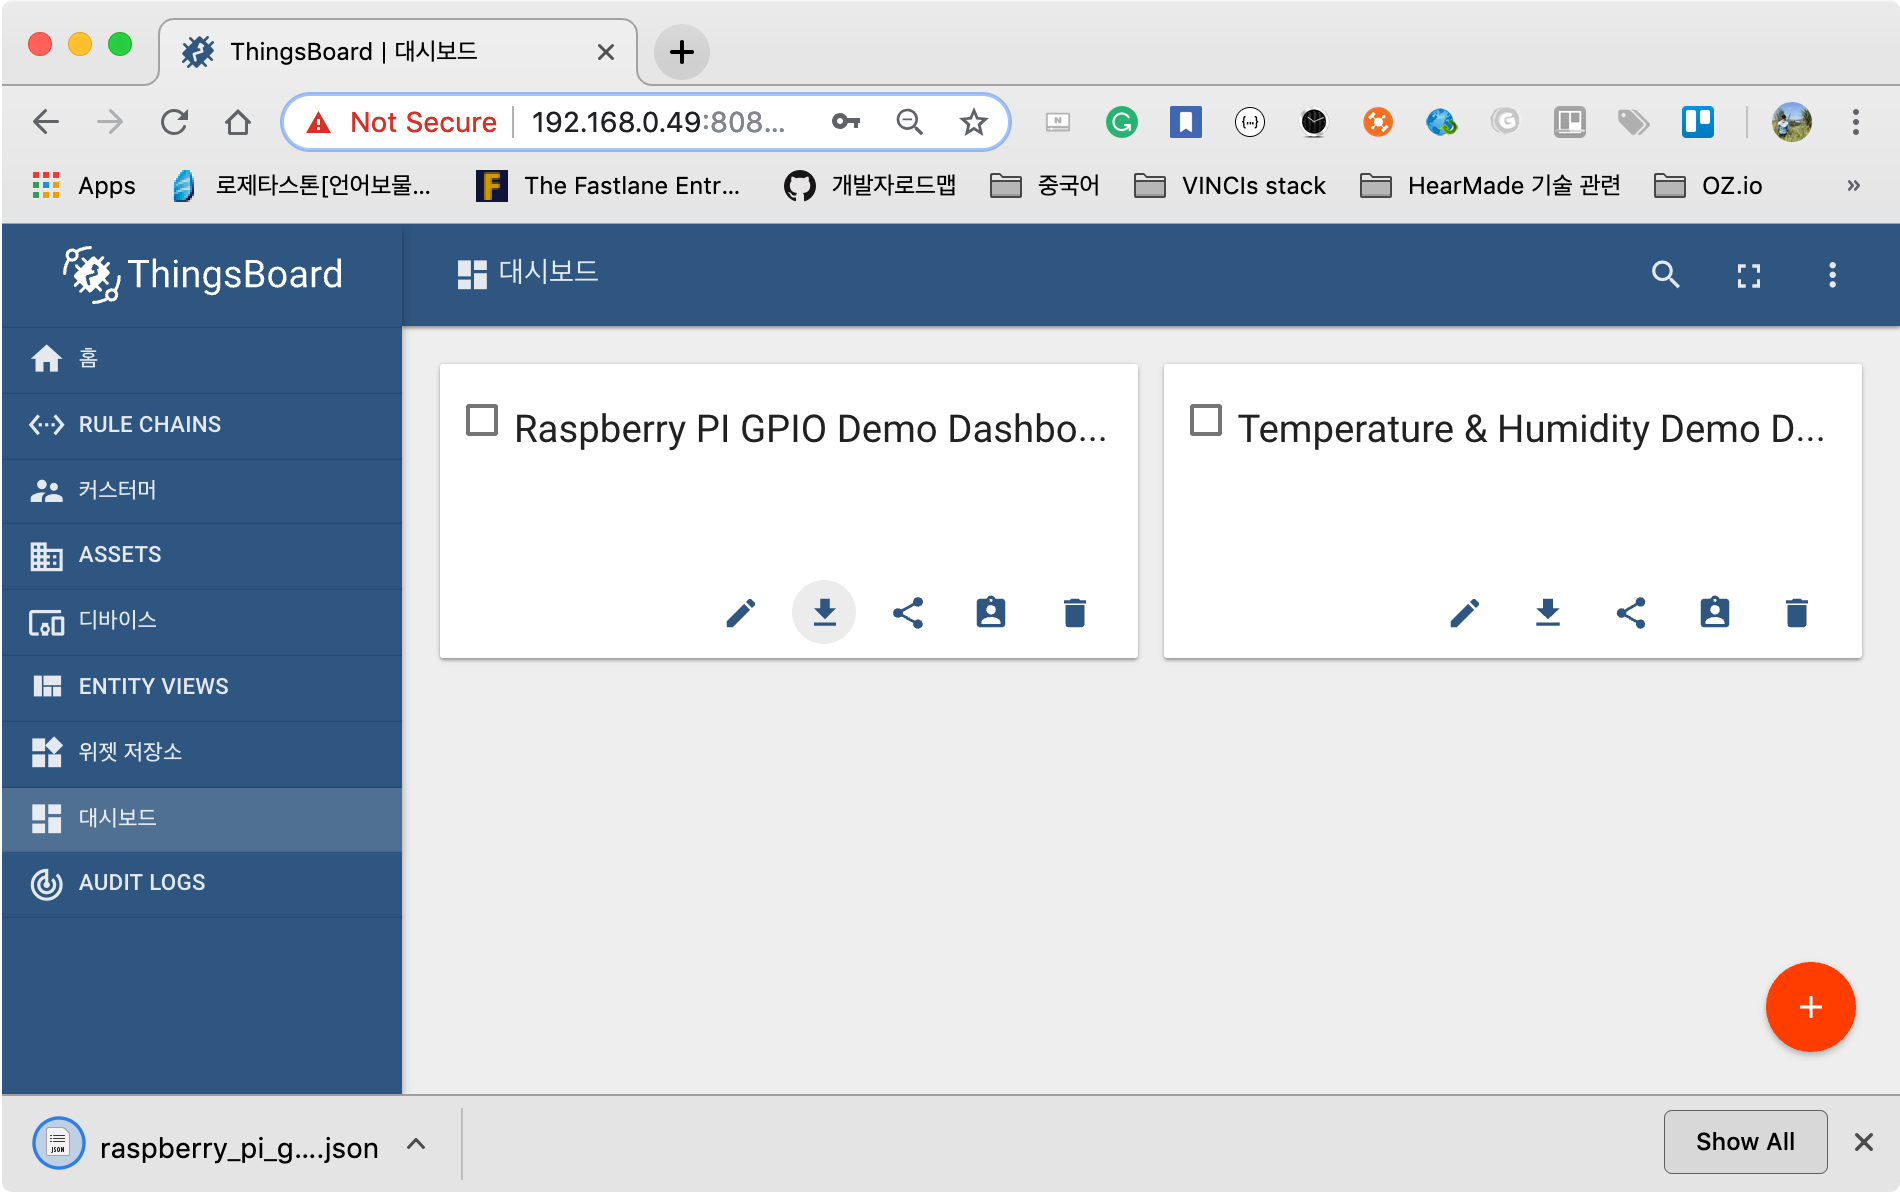 ThingsBoard | 대시보드
Not Secure
192.168.0.49:808...
Apps
로제타스톤[언어보물...
The Fastlane Entr...
개발자로드맵
중국어
VINCIs stack
HearMade 기술 관련
OZ.io
»
ThingsBoard
대시보드
홈
RULE CHAINS
커스터머
ASSETS
디바이스
ENTITY VIEWS
위젯 저장소
대시보드
AUDIT LOGS
Raspberry PI GPIO Demo Dashbo...
Temperature & Humidity Demo D...
JSON
raspberry_pi_g....json
Show All